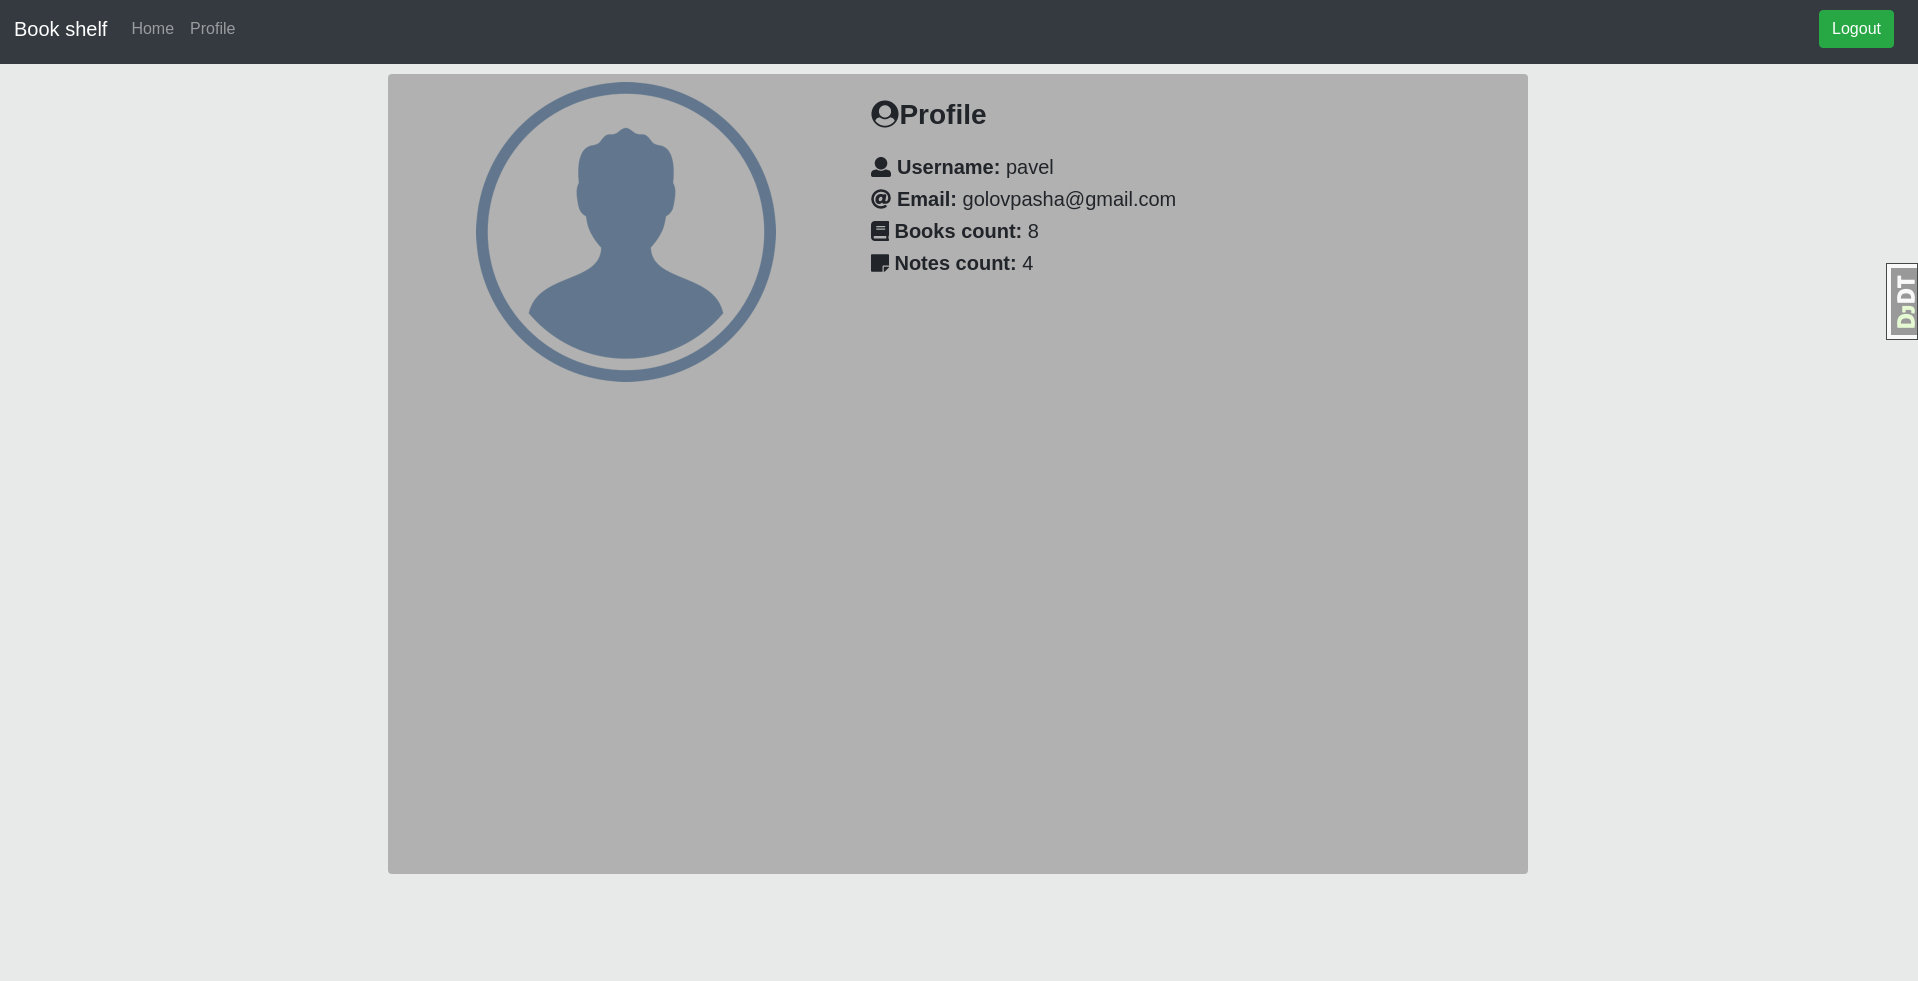 Book shelf Home Profile Logout
Profile
Username: pavel
Email: golovpasha@gmail.com
Books count: 8
Notes count: 4
DJDT